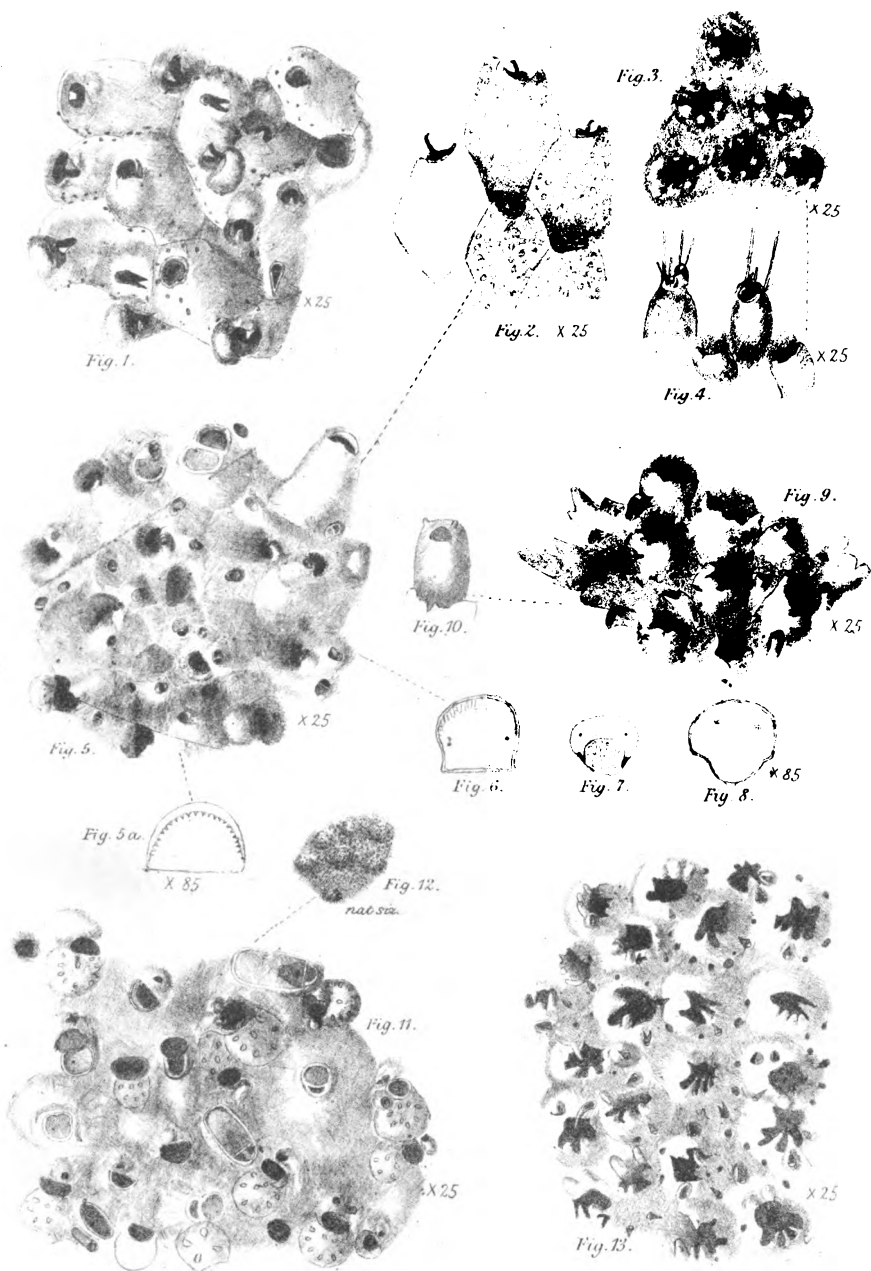 Fig. 3.
× 25
× 25
Fig. 1.
Fig. 2. × 25
× 25
Fig. 4.
Fig. 9.
× 25
Fig. 10.
× 25
Fig. 5.
Fig. 6.
Fig. 7.
Fig. 8.
× 85
Fig. 5a.
× 85
Fig. 12.
nat siz.
Fig. 11.
× 25
× 25
Fig. 13.